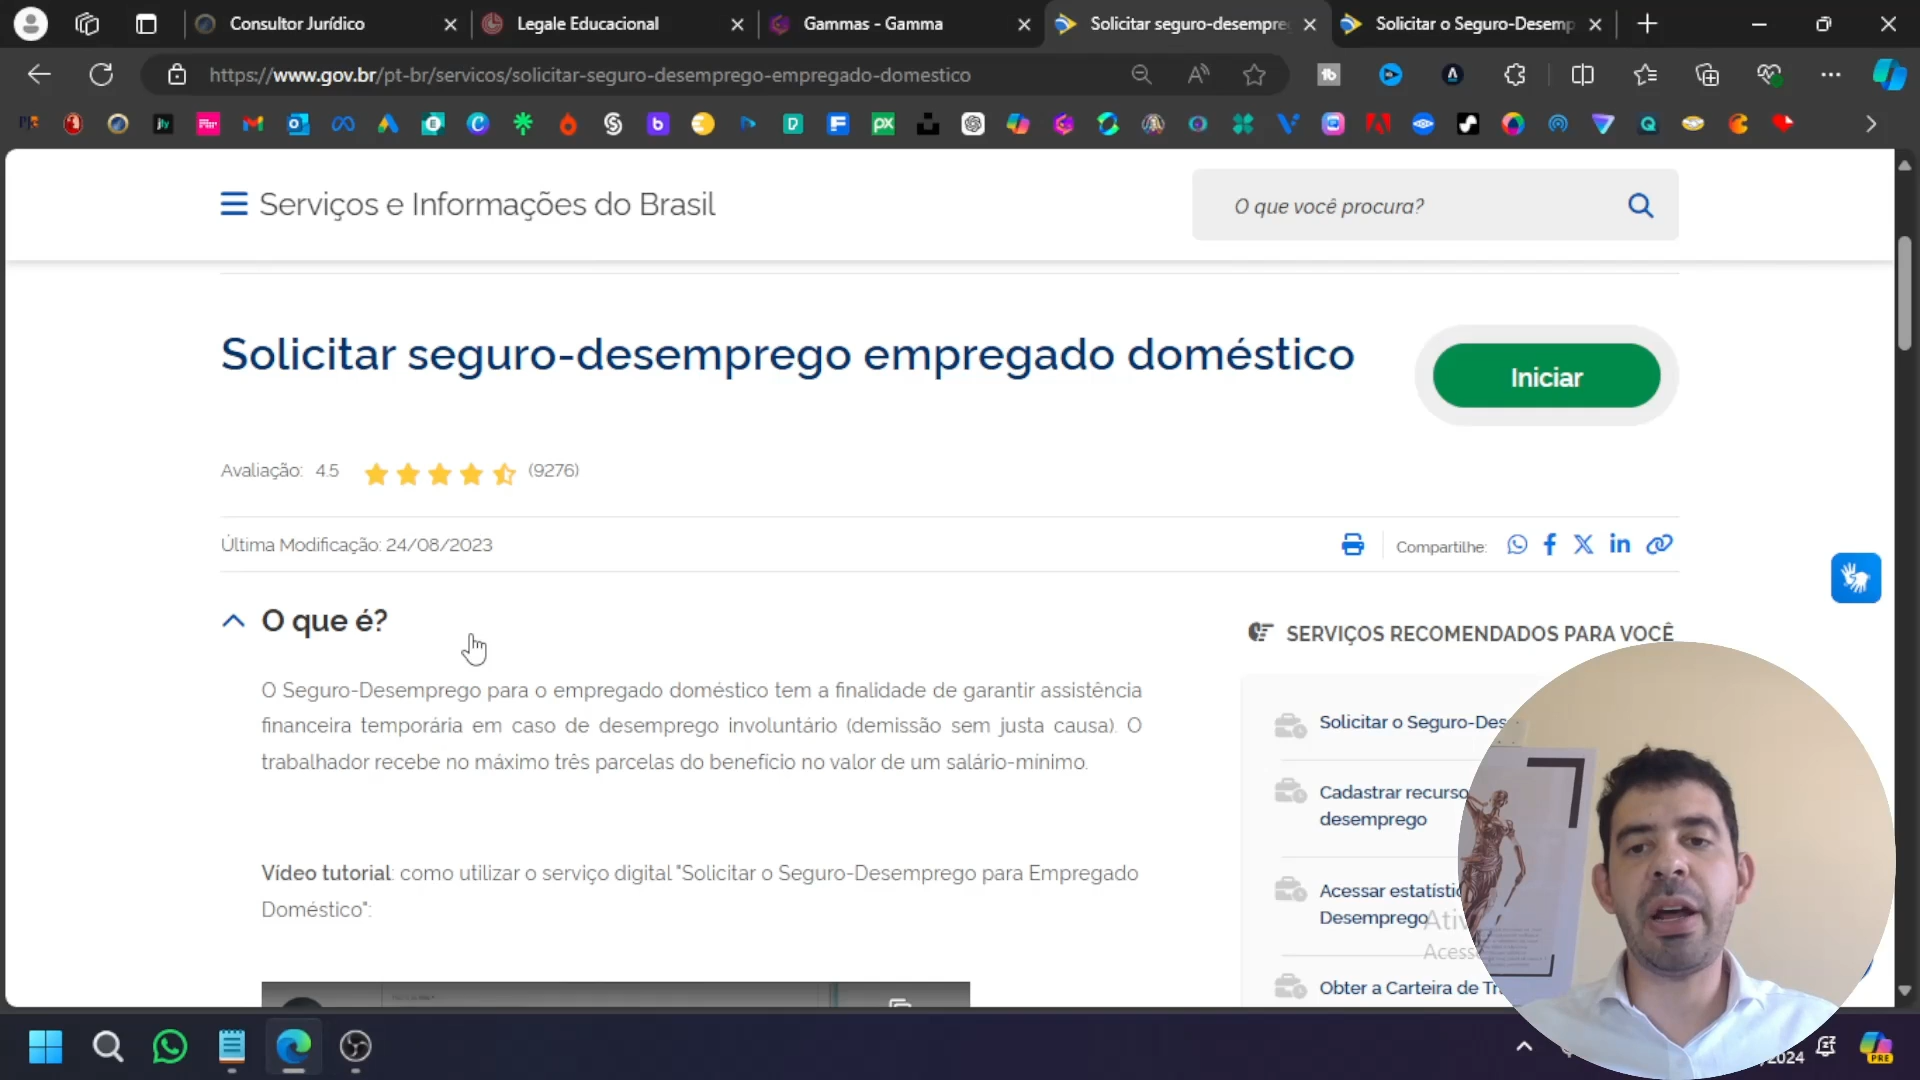 Consultor Jurídico
Legale Educacional
Gammas - Gamma
Solicitar seguro-desempre
Solicitar o Seguro-Desemp
https://www.gov.br/pt-br/servicos/solicitar-seguro-desemprego-empregado-domestico
Serviços e Informações do Brasil
O que você procura?
Solicitar seguro-desemprego empregado doméstico
Iniciar
Avaliação: 4.5 (9276)
Última Modificação: 24/08/2023
Compartilhe:
O que é?
SERVIÇOS RECOMENDADOS PARA VOCÊ
O Seguro-Desemprego para o empregado doméstico tem a finalidade de garantir assistência
financeira temporária em caso de desemprego involuntário (demissão sem justa causa). O
trabalhador recebe no máximo três parcelas do benefício no valor de um salário-mínimo.
Vídeo tutorial: como utilizar o serviço digital "Solicitar o Seguro-Desemprego para Empregado
Doméstico":
Solicitar o Seguro-Des
Cadastrar recurso
desemprego
Acessar estatísti
Desemprego
Ativ
Acess
Obter a Carteira de Tr
2024
PRE